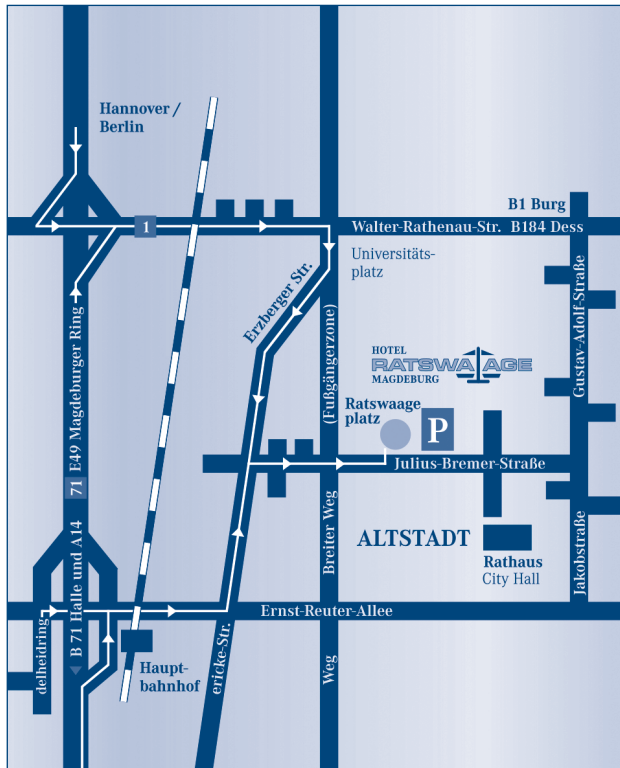 Hannover /
Berlin
B1 Burg
1
Walter-Rathenau-Str. B184 Dess
Universitäts-
platz
Erzberger Str.
(Fußgängerzone)
Gustav-Adolf-Straße
HOTEL
RATSWAAGE
MAGDEBURG
Ratswaage
platz
P
Julius-Bremer-Straße
71 E49 Magdeburger Ring
Breiter Weg
ALTSTADT
Rathaus
City Hall
Jakobstraße
B 71 Halle und A14
Ernst-Reuter-Allee
delheidring
Haupt-
bahnhof
ericke-Str.
Weg